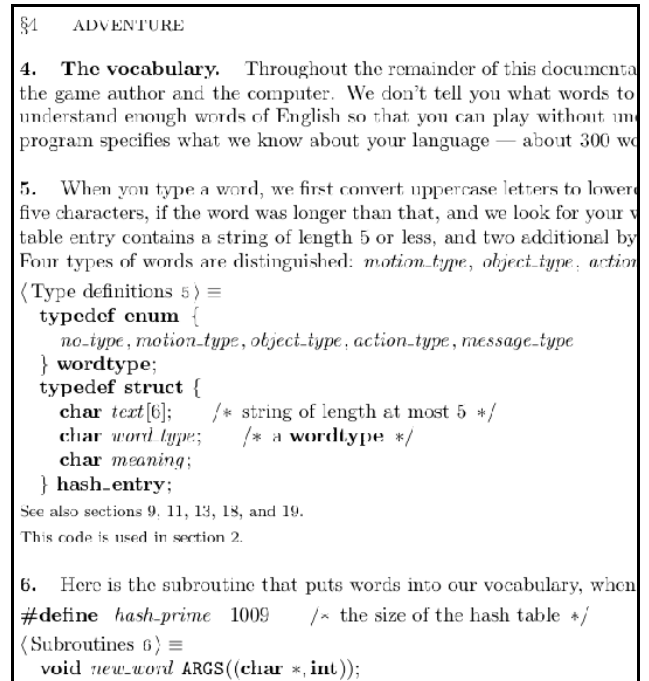 §4 ADVENTURE
4. The vocabulary. Throughout the remainder of this documenta
the game author and the computer. We don't tell you what words to
understand enough words of English so that you can play without un
program specifies what we know about your language — about 300 wo
5. When you type a word, we first convert uppercase letters to lower
five characters, if the word was longer than that, and we look for your
table entry contains a string of length 5 or less, and two additional by
Four types of words are distinguished: motion_type, object_type, action
⟨ Type definitions 5 ⟩ ≡
typedef enum {
no_type, motion_type, object_type, action_type, message_type
} wordtype;
typedef struct {
char text[6]; /∗ string of length at most 5 ∗/
char word_type; /∗ a wordtype ∗/
char meaning;
} hash_entry;
See also sections 9, 11, 13, 18, and 19.
This code is used in section 2.
6. Here is the subroutine that puts words into our vocabulary, when
#define hash_prime 1009 /∗ the size of the hash table ∗/
⟨ Subroutines 6 ⟩ ≡
void new_word ARGS((char ∗, int));